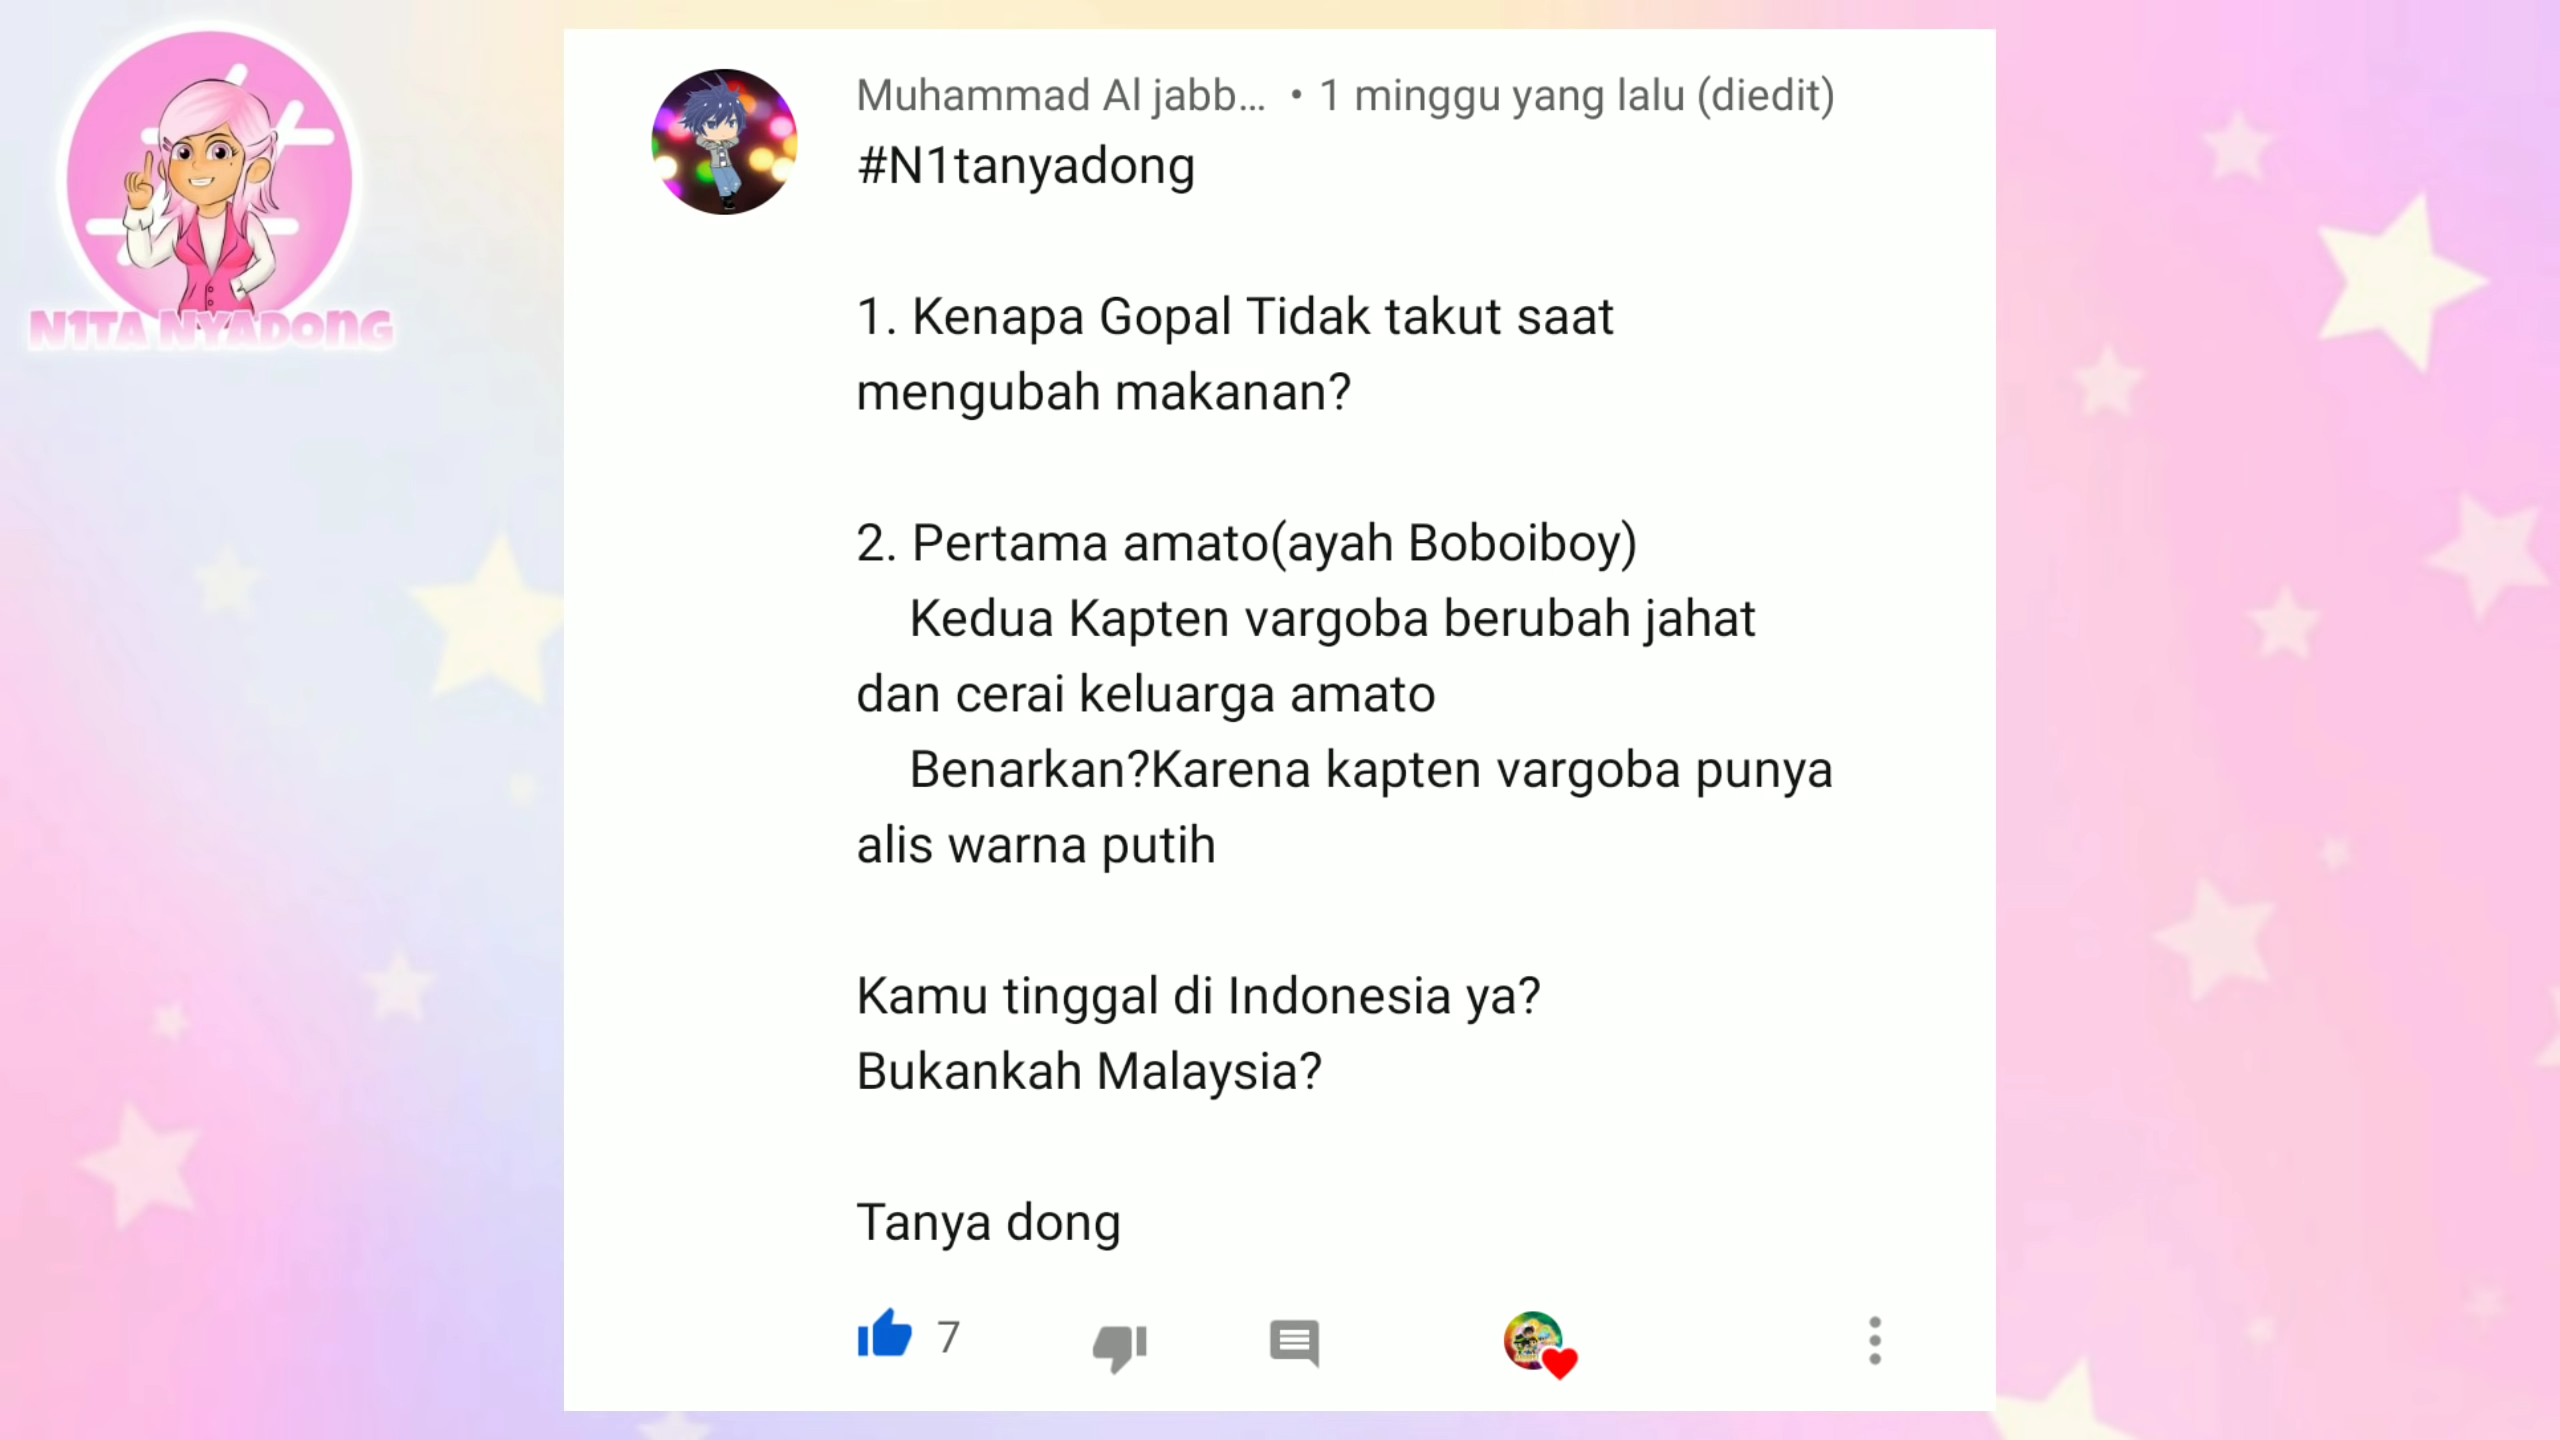 N1TA NYADONG
Muhammad Al jabb... • 1 minggu yang lalu (diedit)
#N1tanyadong
1. Kenapa Gopal Tidak takut saat
mengubah makanan?
2. Pertama amato(ayah Boboiboy)
Kedua Kapten vargoba berubah jahat
dan cerai keluarga amato
Benarkan?Karena kapten vargoba punya
alis warna putih
Kamu tinggal di Indonesia ya?
Bukankah Malaysia?
Tanya dong
7